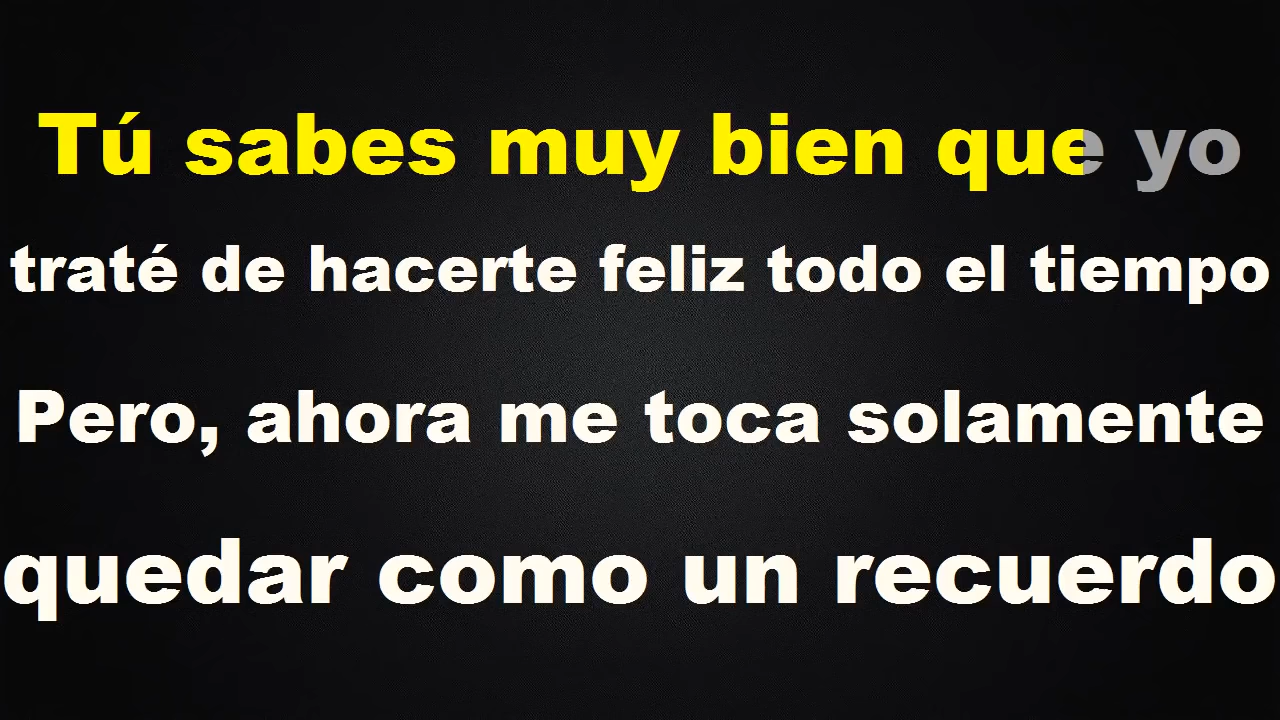 Tú sabes muy bien que yo
traté de hacerte feliz todo el tiempo
Pero, ahora me toca solamente
quedar como un recuerdo